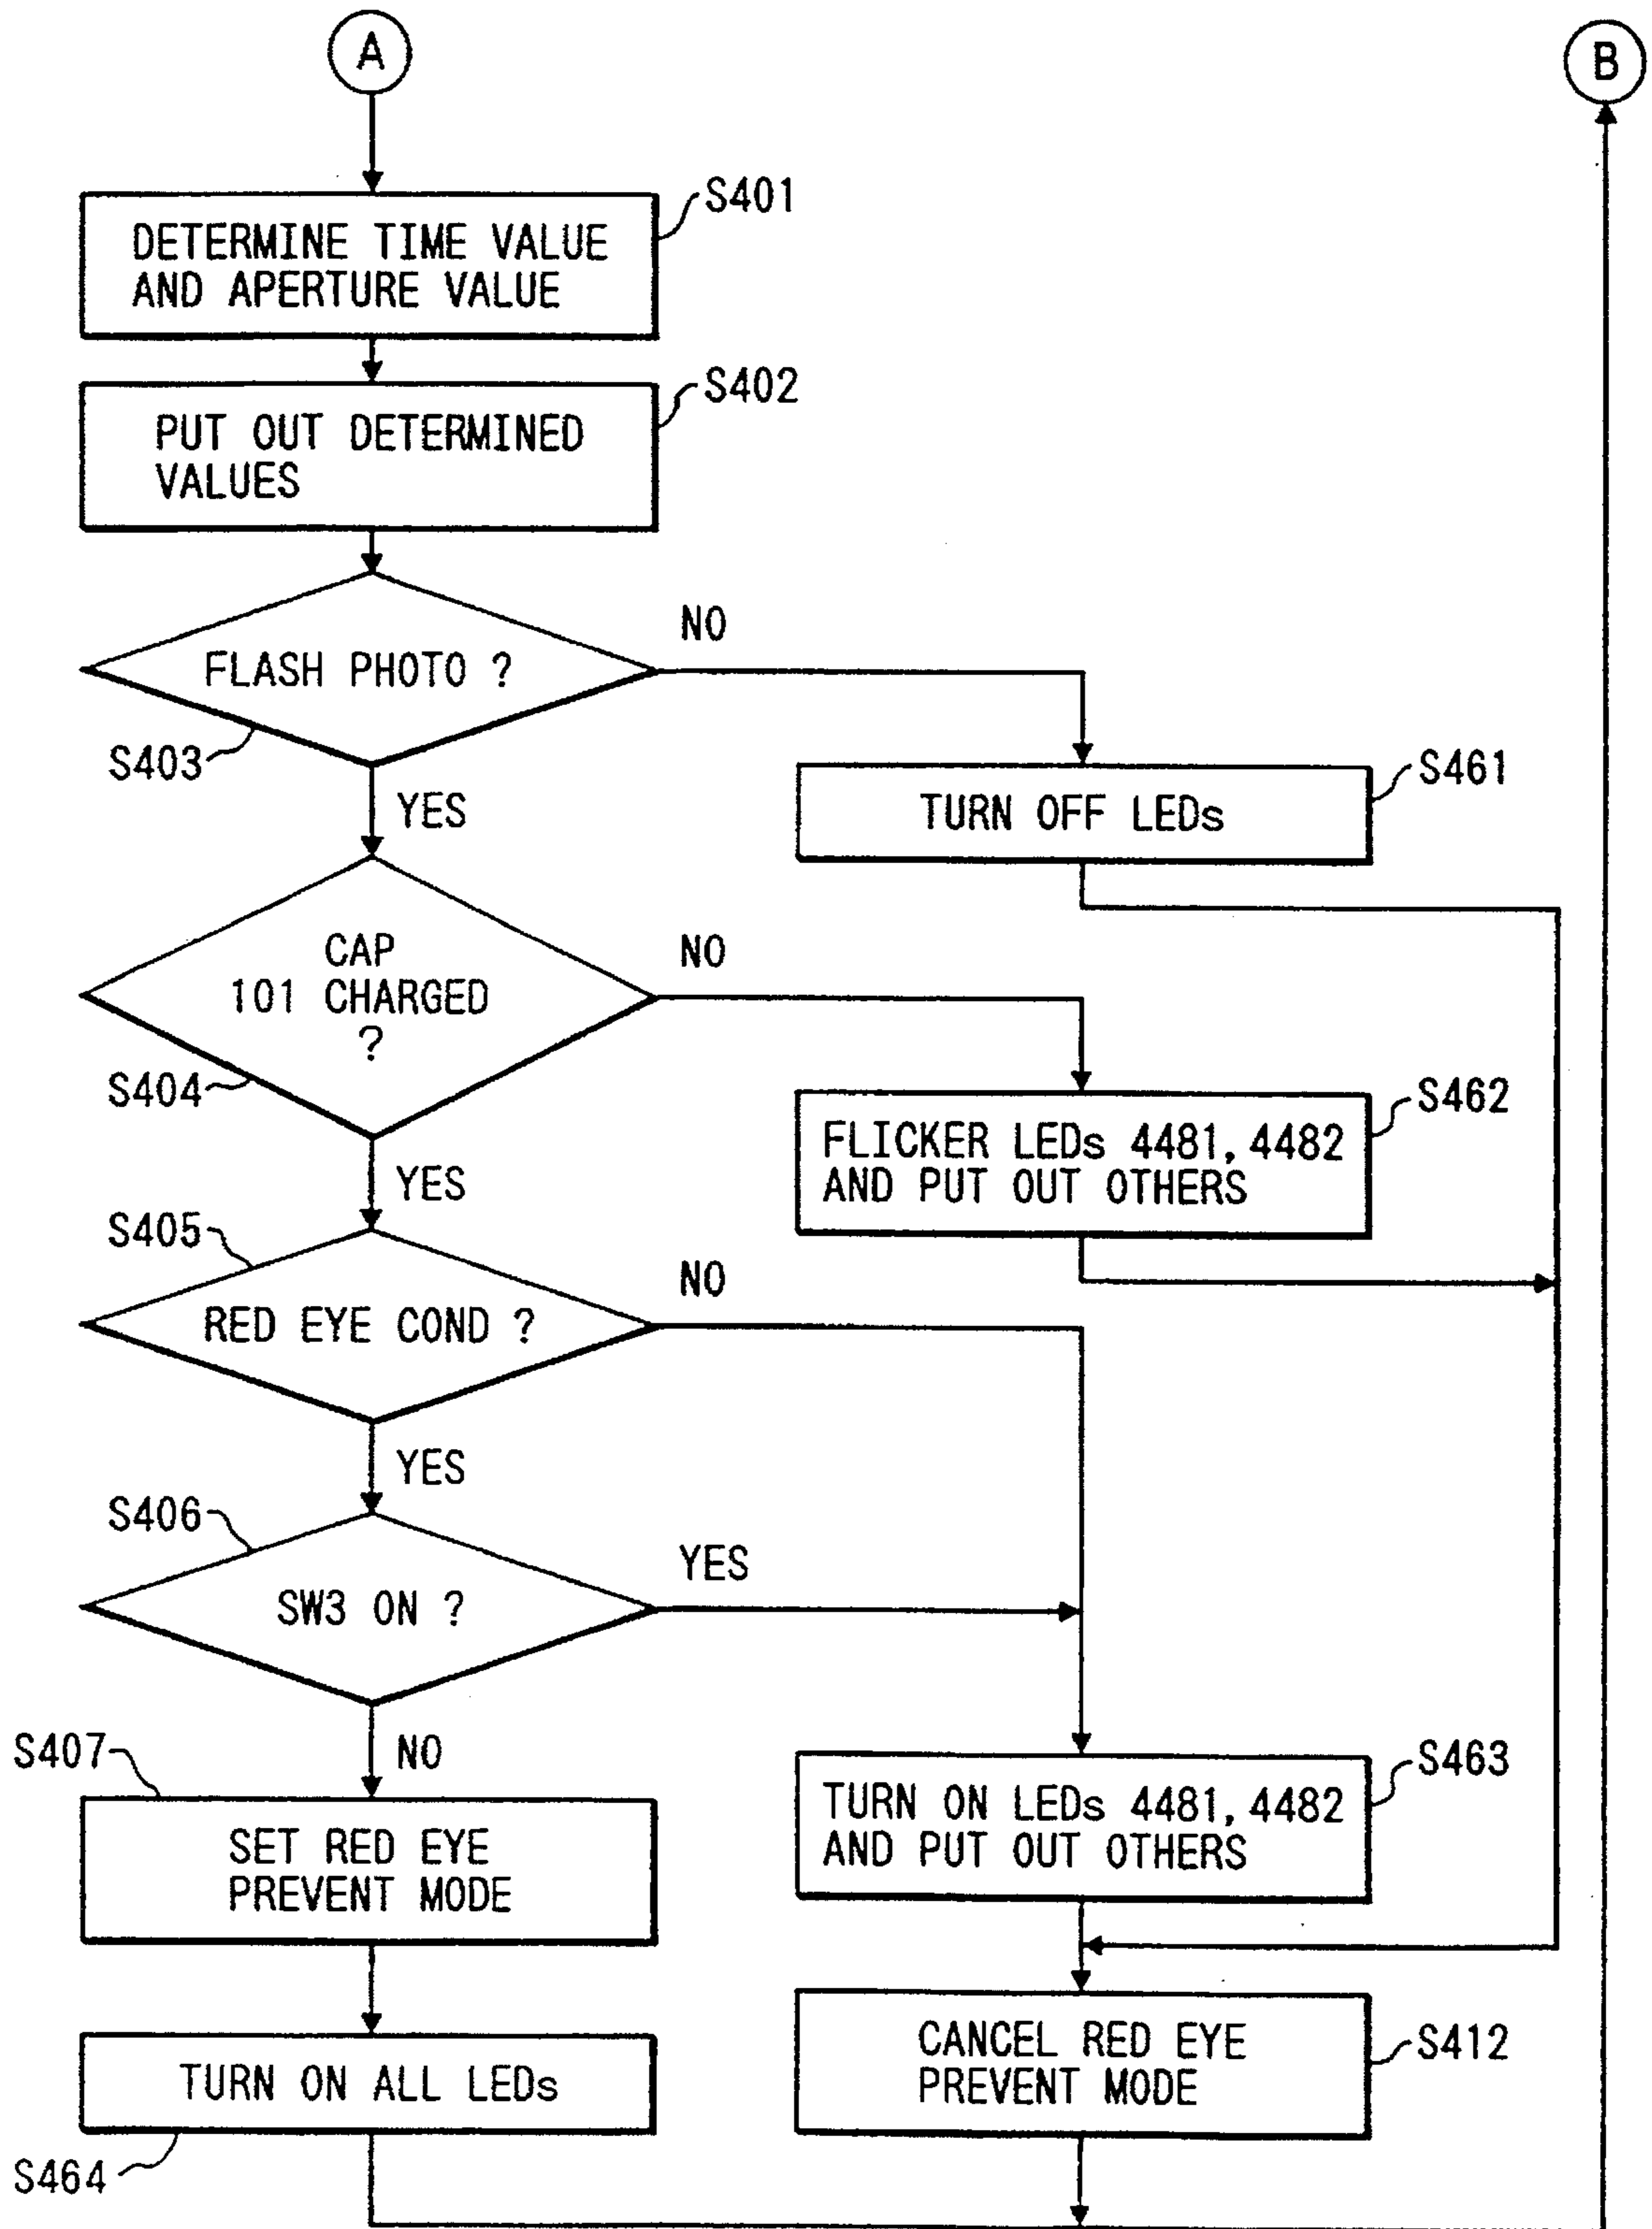 A
B
S401
DETERMINE TIME VALUE
AND APERTURE VALUE
S402
PUT OUT DETERMINED
VALUES
NO
FLASH PHOTO ?
S403
YES
S461
TURN OFF LEDs
CAP
101 CHARGED
?
NO
S404
YES
S462
FLICKER LEDs 4481, 4482
AND PUT OUT OTHERS
S405
NO
RED EYE COND ?
YES
S406
YES
SW3 ON ?
NO
S407
SET RED EYE
PREVENT MODE
S463
TURN ON LEDs 4481, 4482
AND PUT OUT OTHERS
TURN ON ALL LEDs
S464
CANCEL RED EYE
PREVENT MODE
S412